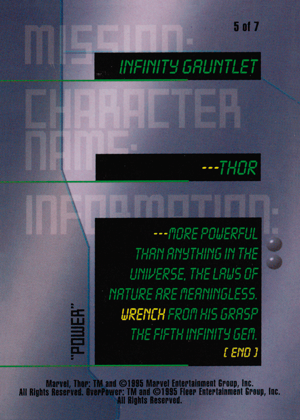 5 of 7
MISSION:
INFINITY GAUNTLET
CHARACTER
NAME:
---THOR
INFORMATION:
---MORE POWERFUL
THAN ANYTHING IN THE
UNIVERSE, THE LAWS OF
NATURE ARE MEANINGLESS.
WRENCH FROM HIS GRASP
THE FIFTH INFINITY GEM.
[ END ]
"POWER"
Marvel, Thor: TM and ©1995 Marvel Entertainment Group, Inc.
All Rights Reserved. OverPower: TM and ©1995 Fleer Entertainment Group, Inc.
All Rights Reserved.